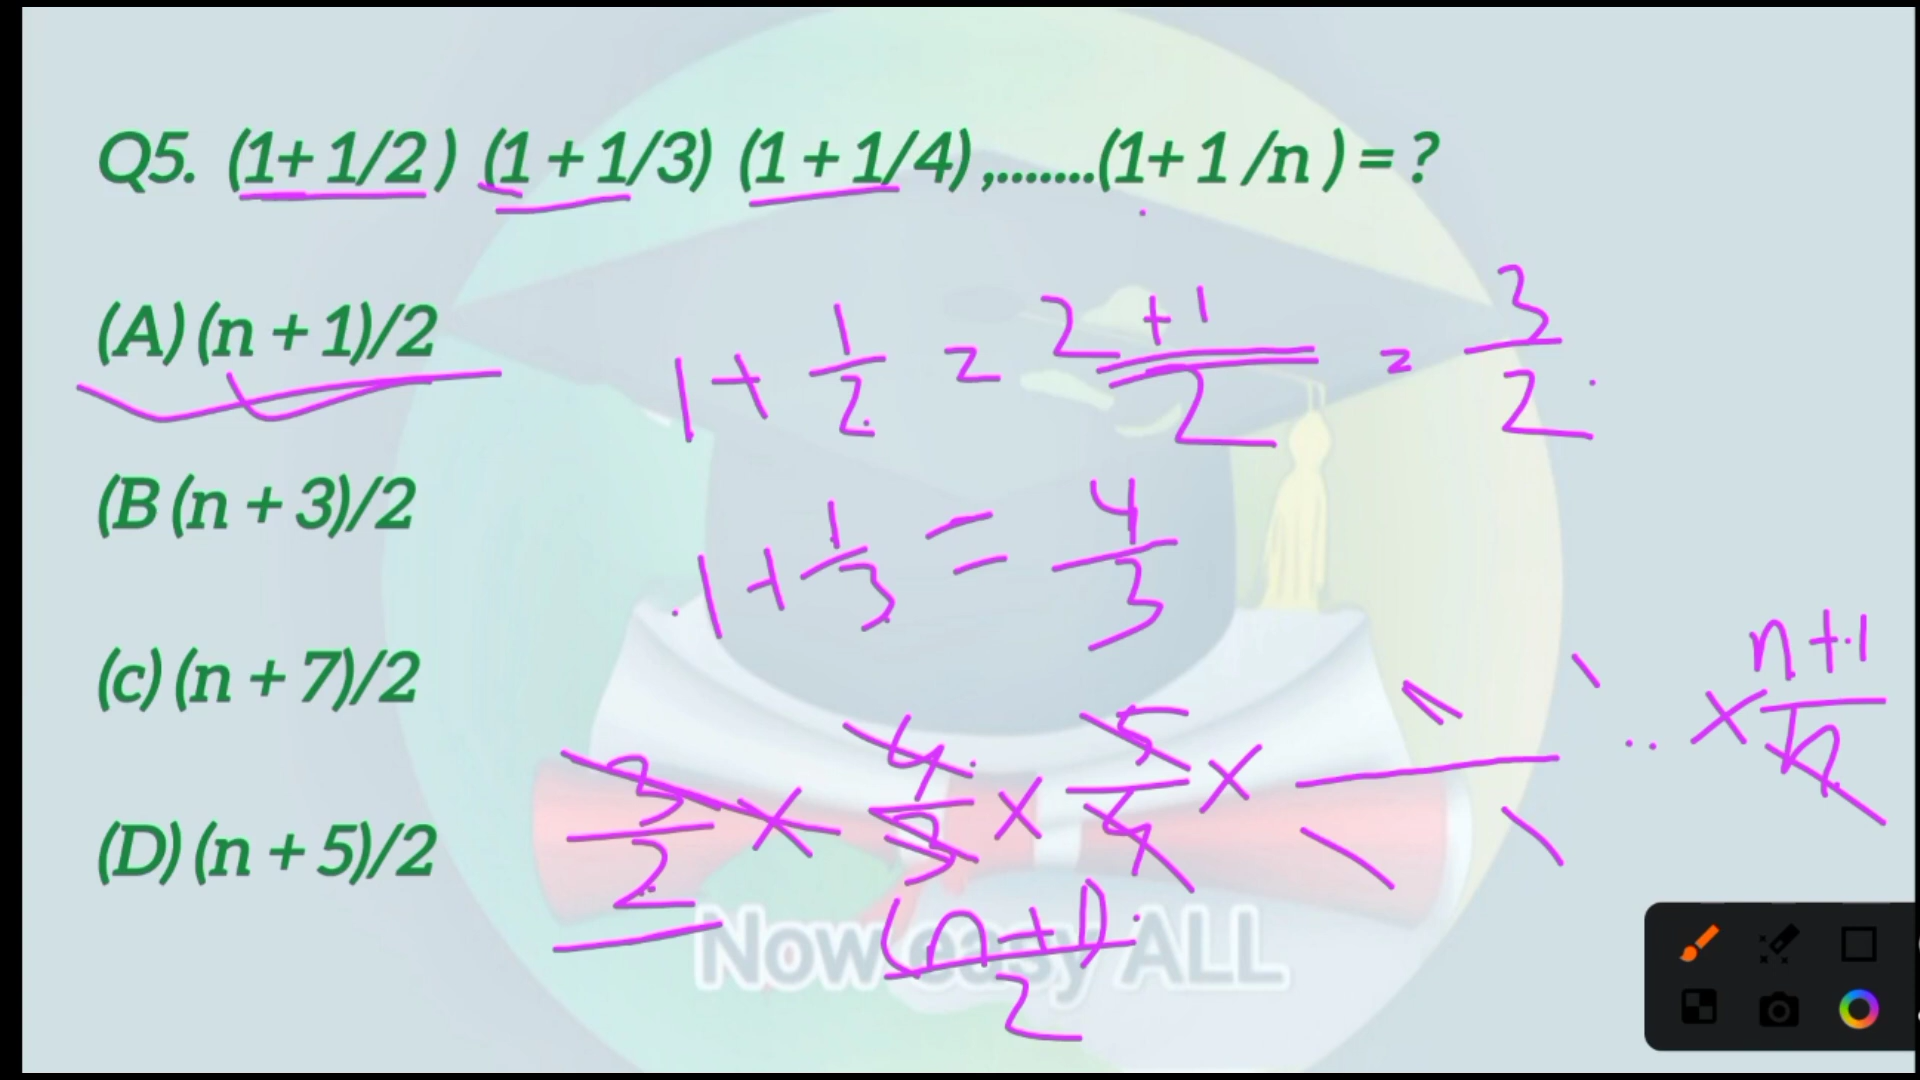 Q5. (1+ 1/2 ) (1 + 1/3) (1 + 1/4) ,.......(1+ 1 /n ) = ?
(A) (n + 1)/2
1 + 1/2 = 2+1/2 = 3/2
(B (n + 3)/2
1 + 1/3 = 4/3
(c) (n + 7)/2
3/2 × 4/3 × 5/4 × .. × n+1/n
(D) (n + 5)/2
(n+1)/2
Now easy ALL